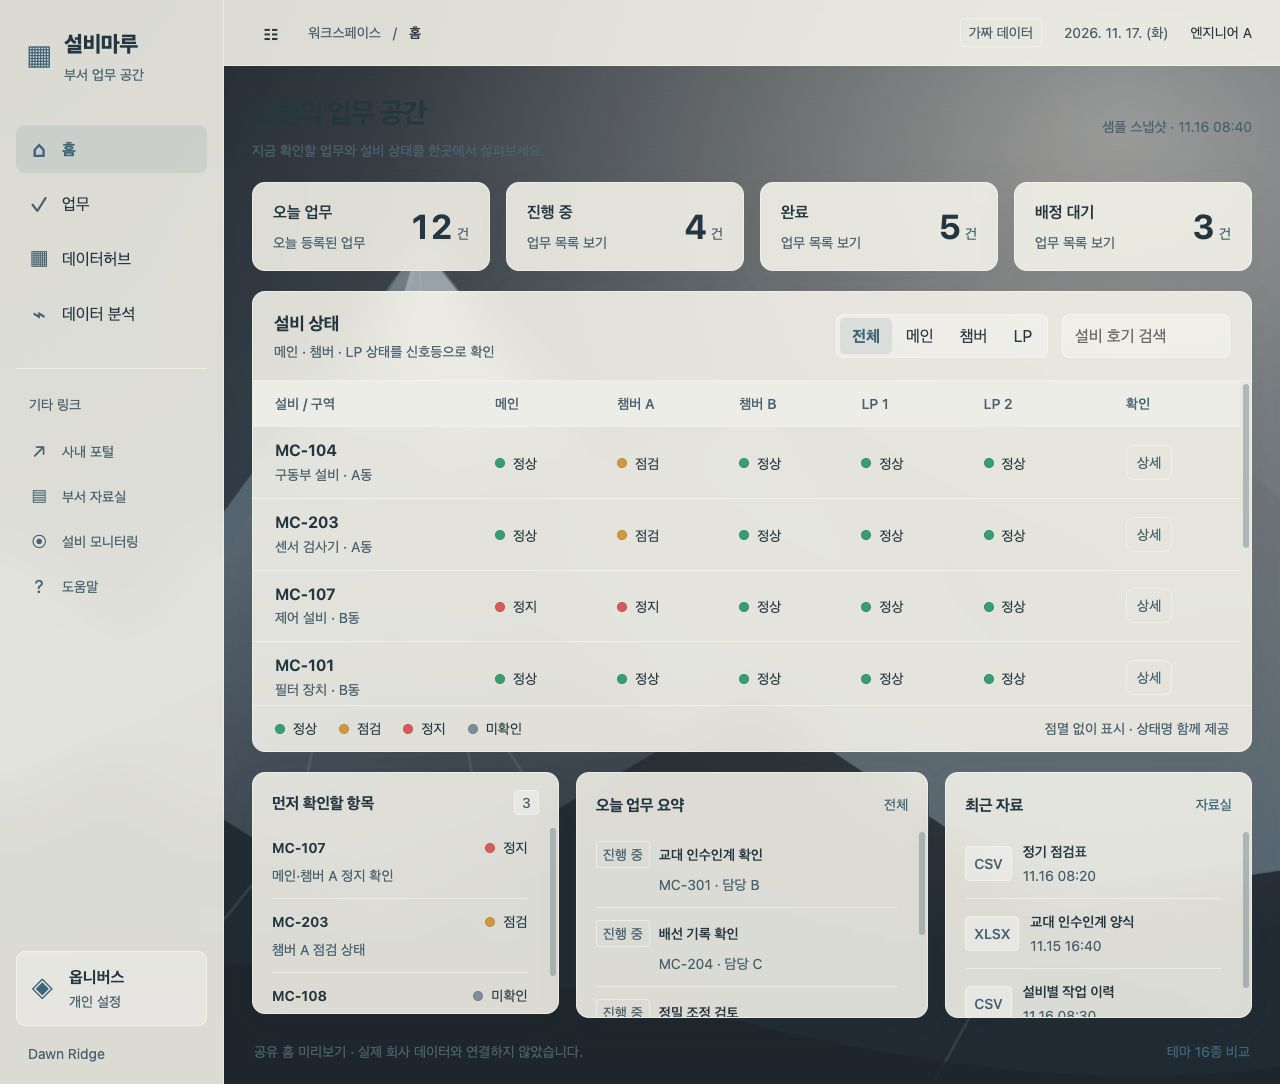 설비마루
부서 업무 공간
홈
업무
데이터허브
데이터 분석
기타 링크
사내 포털
부서 자료실
설비 모니터링
? 도움말
옵니버스
개인 설정
Dawn Ridge
워크스페이스 / 홈
가짜 데이터
2026. 11. 17. (화)
엔지니어 A
오늘의 업무 공간
지금 확인할 업무와 설비 상태를 한곳에서 살펴보세요.
샘플 스냅샷 · 11.16 08:40
오늘 업무
오늘 등록된 업무
12 건
진행 중
업무 목록 보기
4 건
완료
업무 목록 보기
5 건
배정 대기
업무 목록 보기
3 건
설비 상태
메인 · 챔버 · LP 상태를 신호등으로 확인
전체 메인 챔버 LP
설비 호기 검색
설비 / 구역 메인 챔버 A 챔버 B LP 1 LP 2 확인
MC-104
구동부 설비 · A동
정상 점검 정상 정상 정상 상세
MC-203
센서 검사기 · A동
정상 점검 정상 정상 정상 상세
MC-107
제어 설비 · B동
정지 정지 정상 정상 정상 상세
MC-101
필터 장치 · B동
정상 정상 정상 정상 정상 상세
정상 점검 정지 미확인
점멸 없이 표시 · 상태명 함께 제공
먼저 확인할 항목 3
MC-107 정지
메인·챔버 A 정지 확인
MC-203 점검
챔버 A 점검 상태
MC-108 미확인
오늘 업무 요약 전체
진행 중 교대 인수인계 확인
MC-301 · 담당 B
진행 중 배선 기록 확인
MC-204 · 담당 C
진행 중 정밀 조정 검토
최근 자료 자료실
CSV 정기 점검표
11.16 08:20
XLSX 교대 인수인계 양식
11.15 16:40
CSV 설비별 작업 이력
11.16 08:30
공유 홈 미리보기 · 실제 회사 데이터와 연결하지 않았습니다.
테마 16종 비교